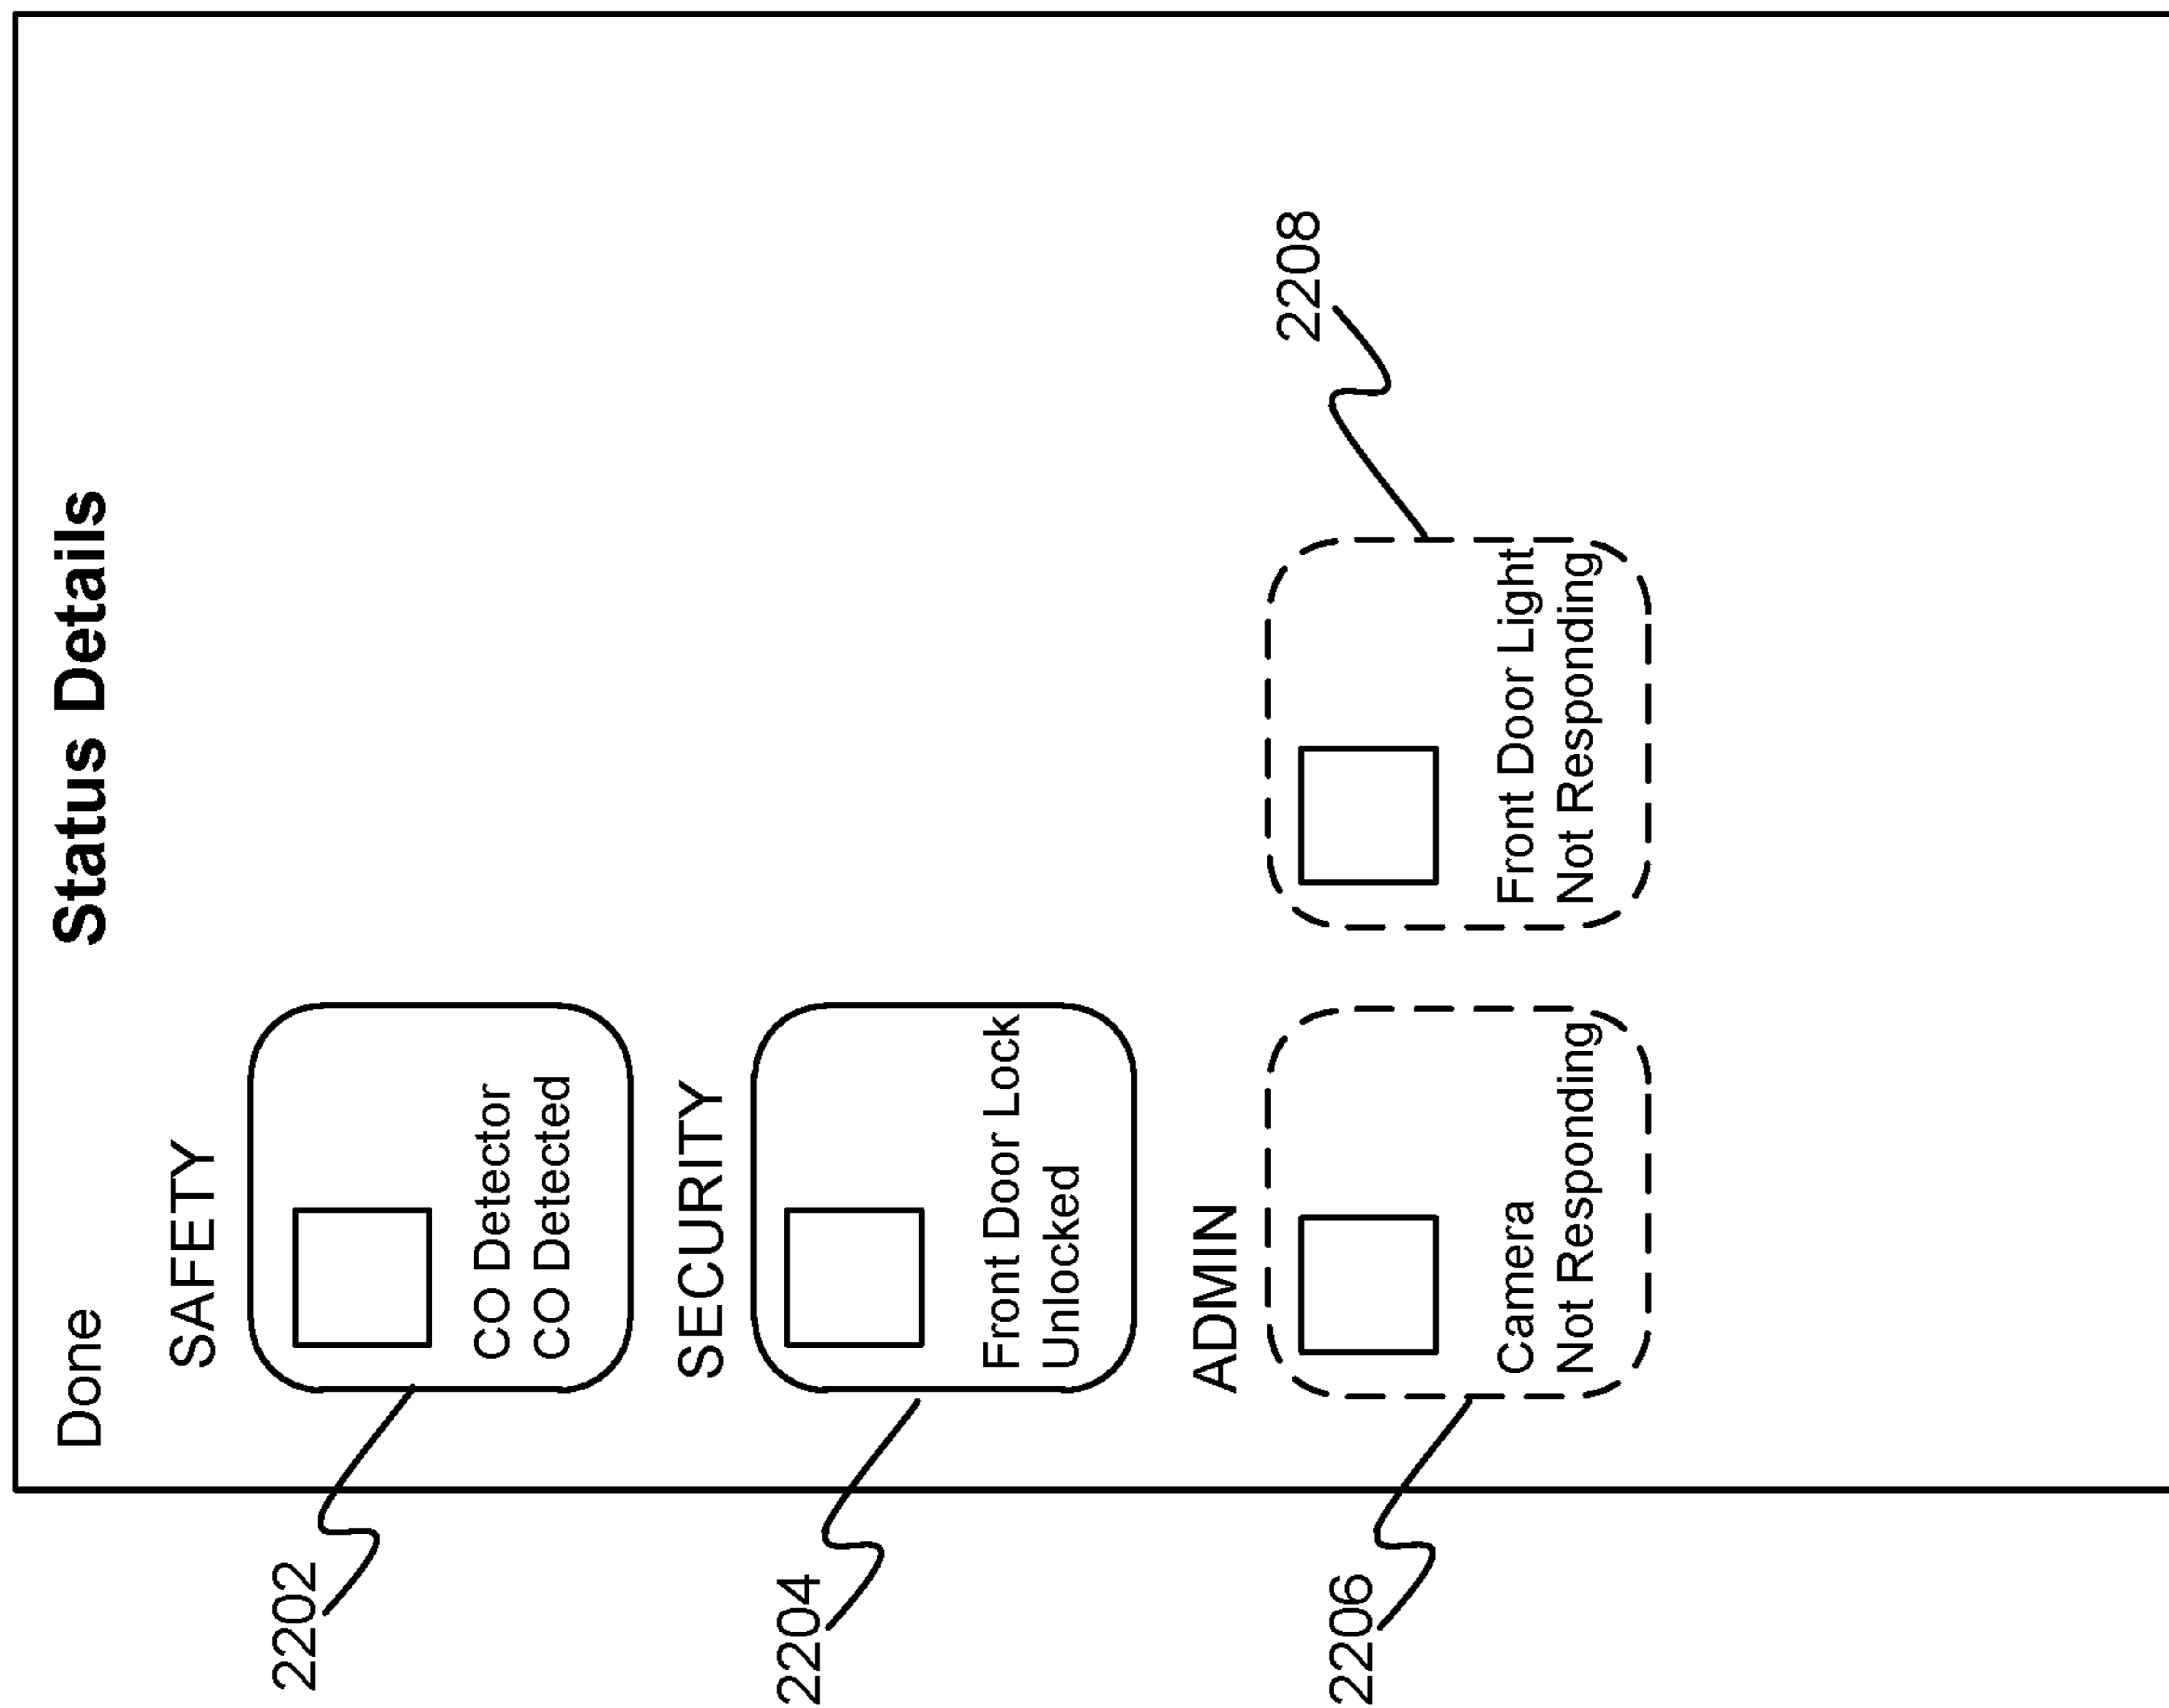 Done
Status Details
SAFETY
2202
CO Detector
CO Detected
SECURITY
2204
Front Door Lock
Unlocked
ADMIN
2206
Camera
Not Responding
2208
Front Door Light
Not Responding